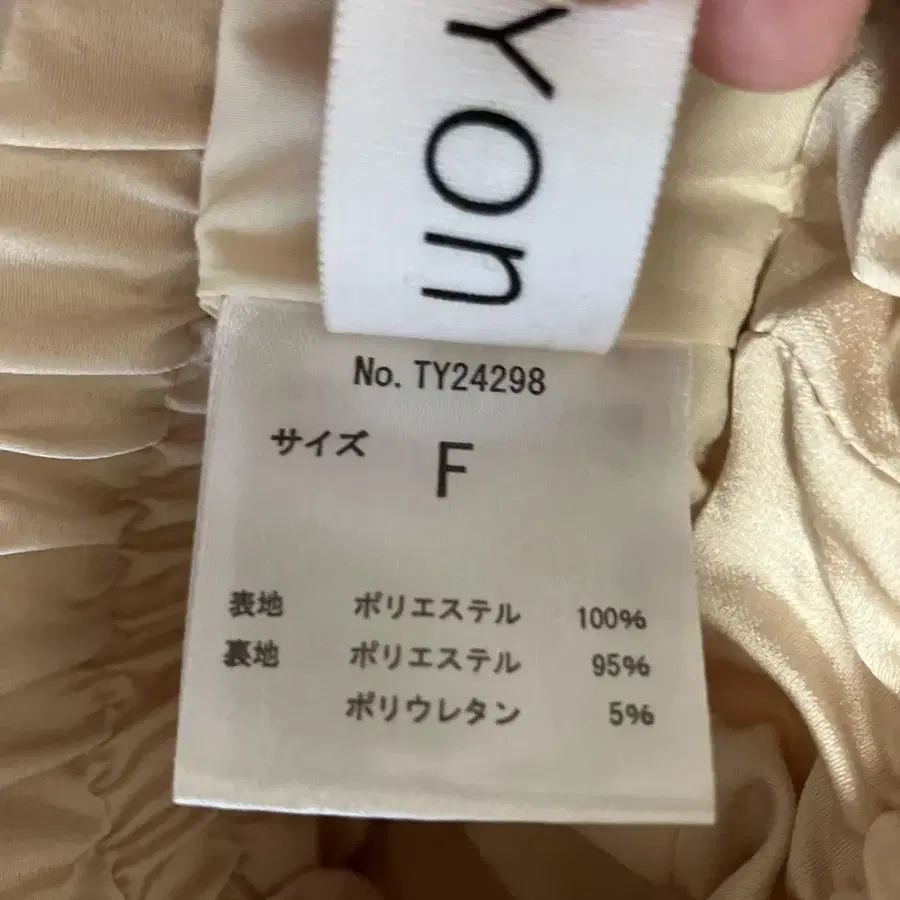 yon
No. TY24298
サイズ F
表地 ポリエステル 100%
裏地 ポリエステル 95%
ポリウレタン 5%